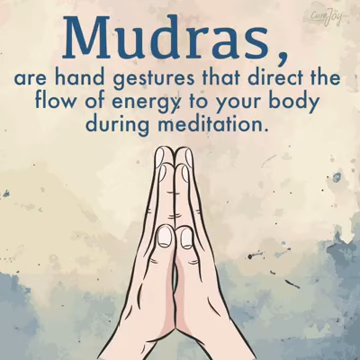 Mudras,
are hand gestures that direct the
flow of energy to your body
during meditation.